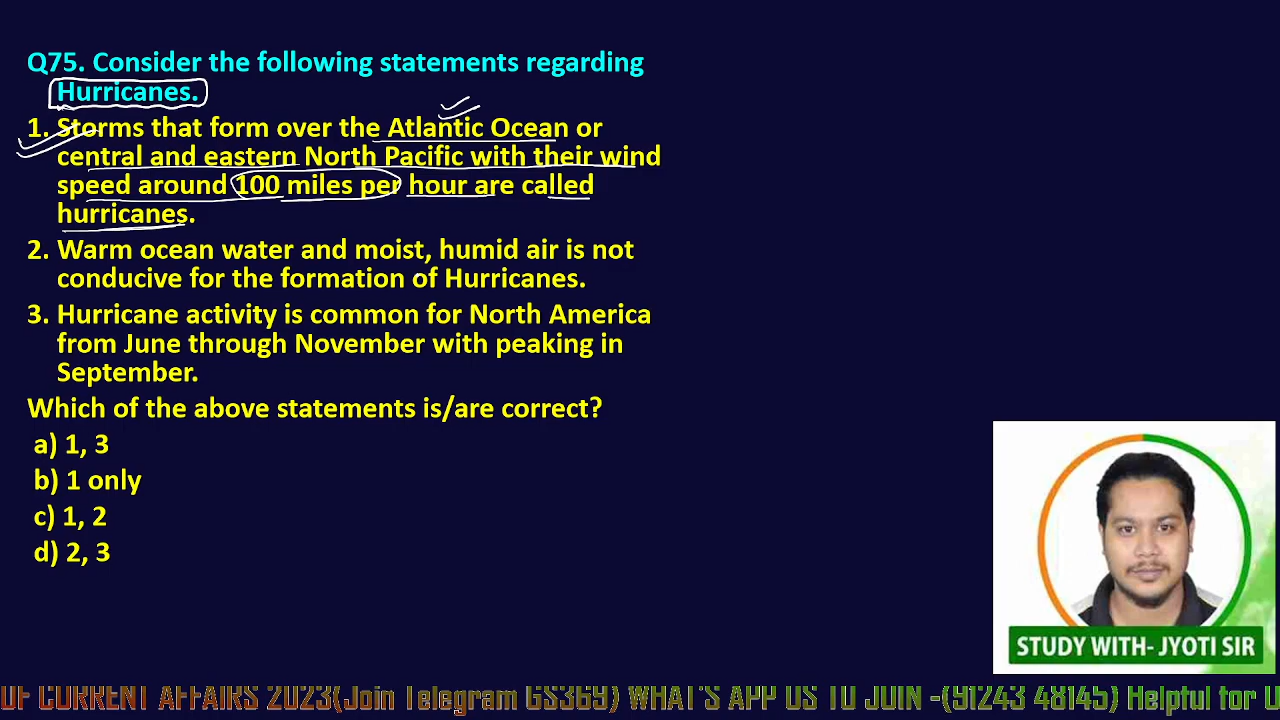 Q75. Consider the following statements regarding
Hurricanes.
1. Storms that form over the Atlantic Ocean or
central and eastern North Pacific with their wind
speed around 100 miles per hour are called
hurricanes.
2. Warm ocean water and moist, humid air is not
conducive for the formation of Hurricanes.
3. Hurricane activity is common for North America
from June through November with peaking in
September.
Which of the above statements is/are correct?
a) 1, 3
b) 1 only
c) 1, 2
d) 2, 3
STUDY WITH- JYOTI SIR
OF CURRENT AFFAIRS 2023(Join Telegram GS369) WHAT'S APP US TO JOIN -(91243 48145) Helpful for